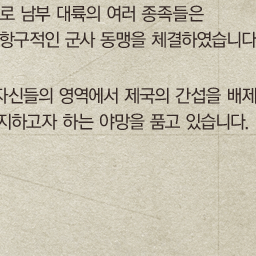 로 남부 대륙의 여러 종족들은
항구적인 군사 동맹을 체결하였습니다
자신들의 영역에서 제국의 간섭을 배제
지하고자 하는 야망을 품고 있습니다.